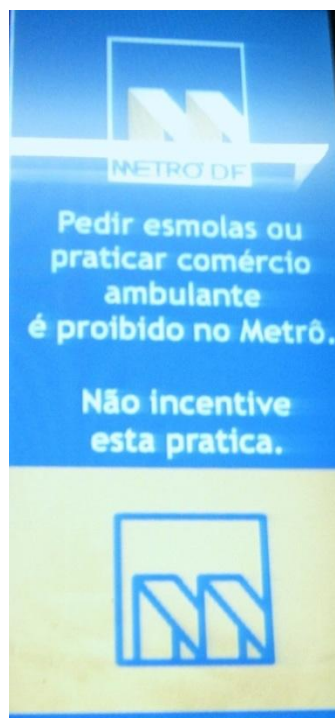 METRÔ DF
Pedir esmolas ou
praticar comércio
ambulante
é proibido no Metrô.
Não incentive
esta pratica.